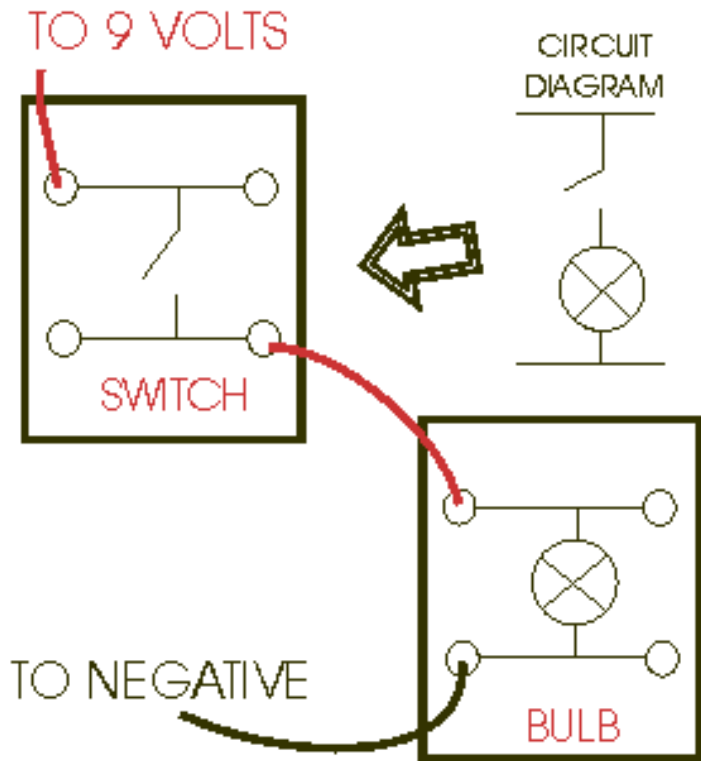 TO 9 VOLTS
CIRCUIT
DIAGRAM
SWITCH
TO NEGATIVE
BULB